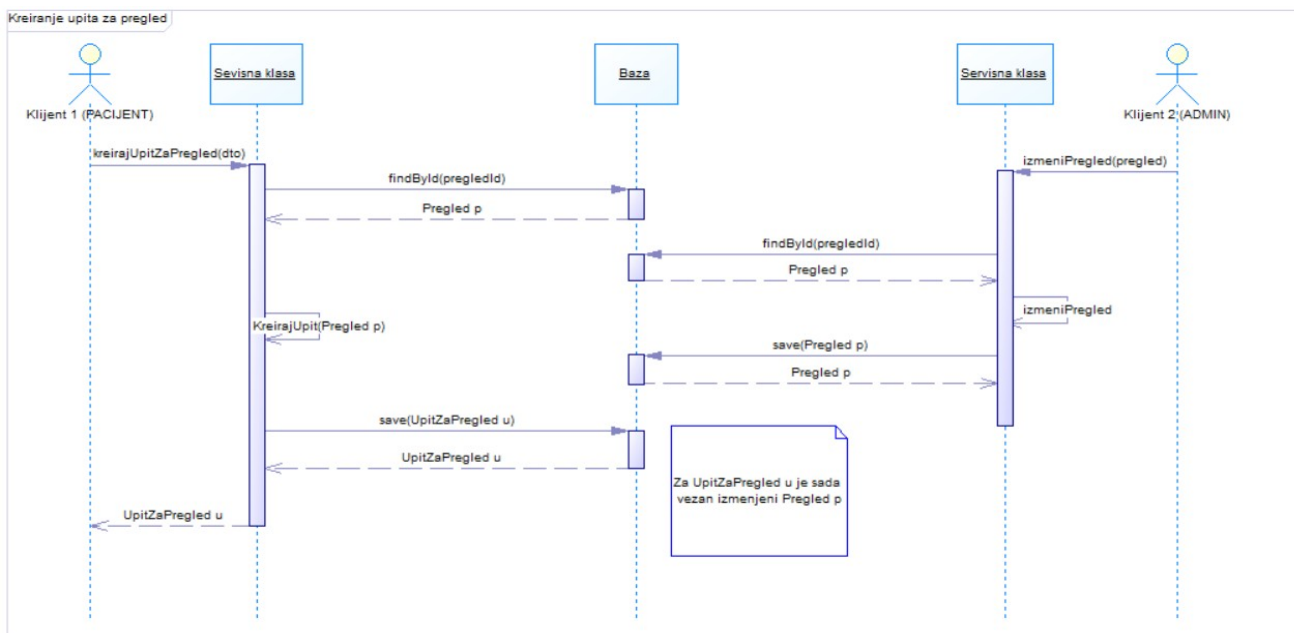 Kreiranje upita za pregled
Sevisna klasa
Baza
Servisna klasa
Klijent 1 (PACIJENT)
Klijent 2 (ADMIN)
kreirajUpitZaPregled(dto)
izmeniPregled(pregled)
findById(pregledId)
Pregled p
findById(pregledId)
Pregled p
izmeniPregled
KreirajUpit(Pregled p)
save(Pregled p)
Pregled p
save(UpitZaPregled u)
UpitZaPregled u
Za UpitZaPregled u je sada
vezan izmenjeni Pregled p
UpitZaPregled u